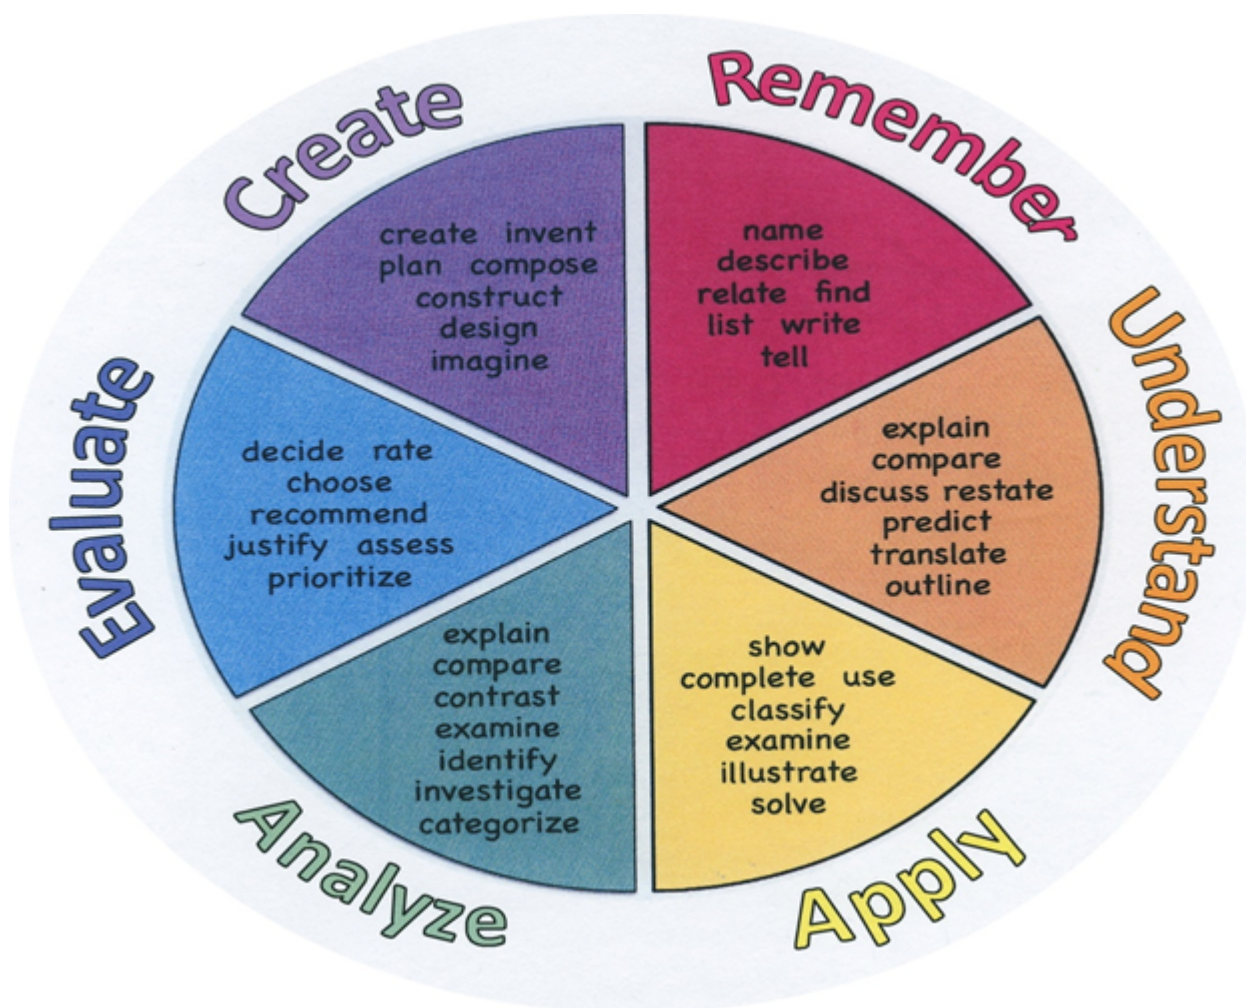 Remember
name
describe
relate find
list write
tell
Understand
explain
compare
discuss restate
predict
translate
outline
Apply
show
complete use
classify
examine
illustrate
solve
Analyze
explain
compare
contrast
examine
identify
investigate
categorize
Evaluate
decide rate
choose
recommend
justify assess
prioritize
Create
create invent
plan compose
construct
design
imagine